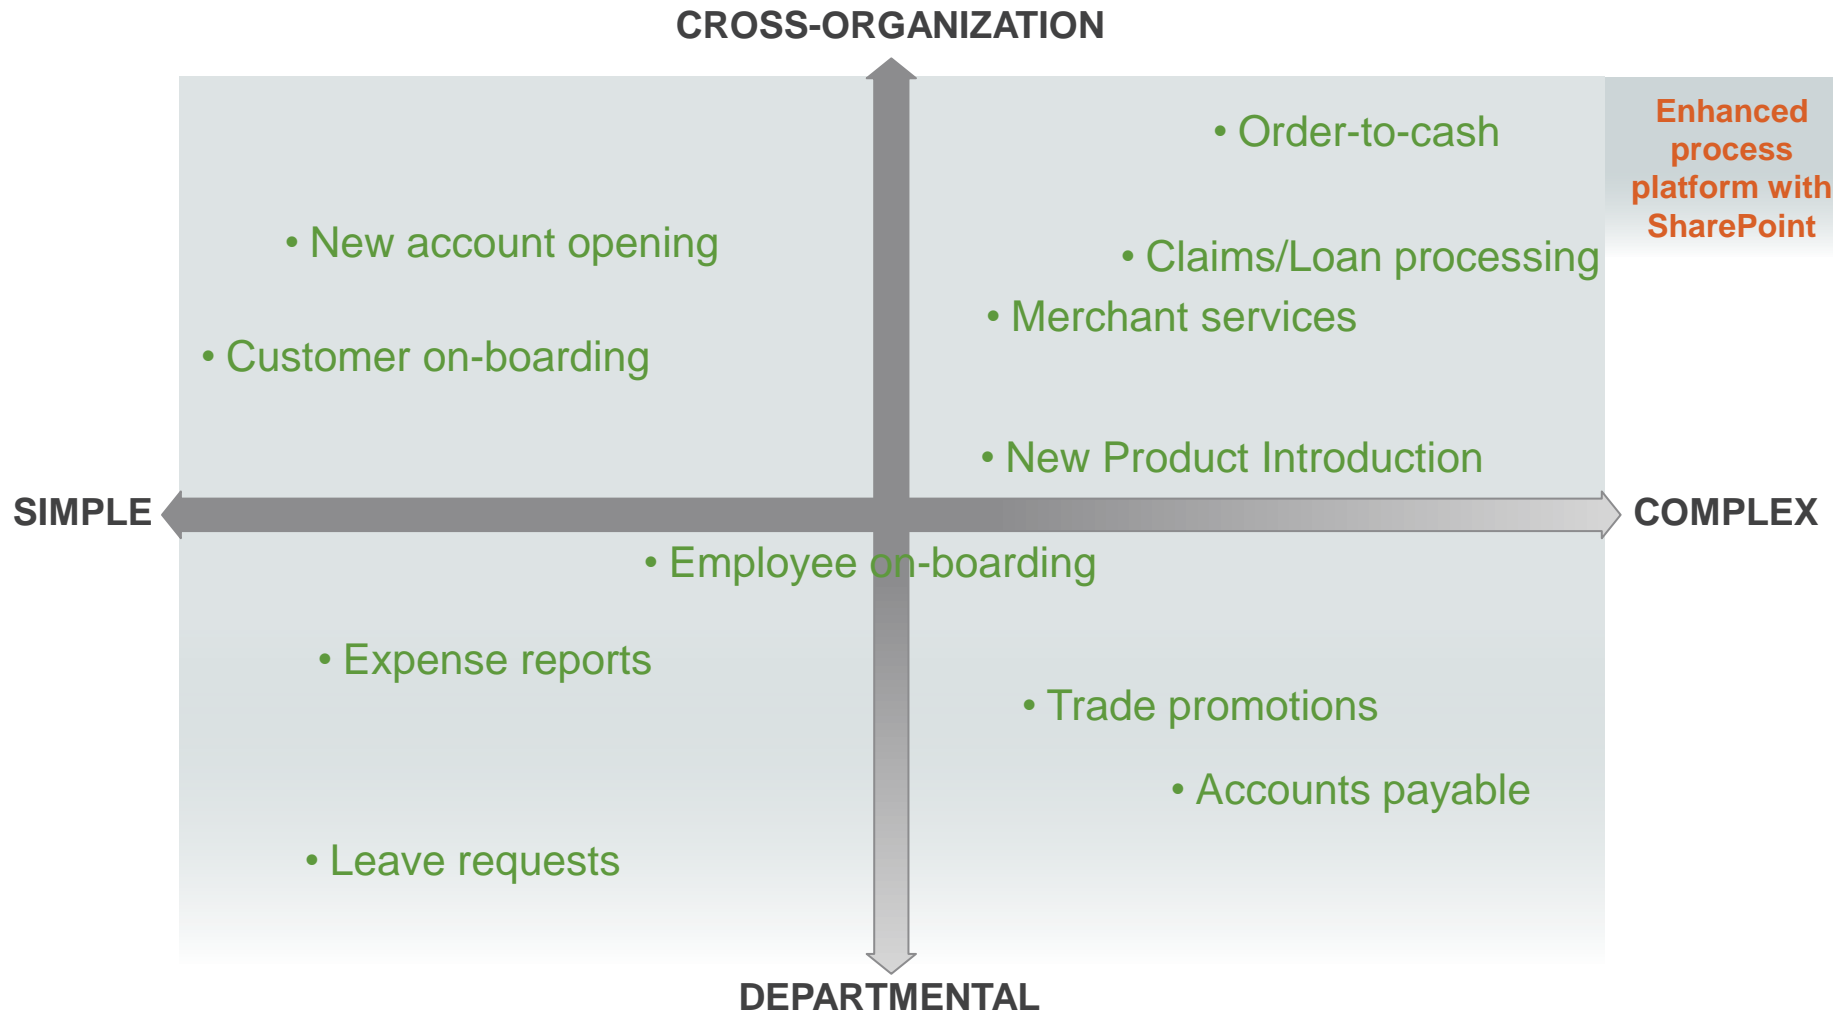 CROSS-ORGANIZATION
• Order-to-cash
Enhanced
process
platform with
SharePoint
• New account opening
• Claims/Loan processing
• Merchant services
• Customer on-boarding
• New Product Introduction
SIMPLE
COMPLEX
• Employee on-boarding
• Expense reports
• Trade promotions
• Accounts payable
• Leave requests
DEPARTMENTAL